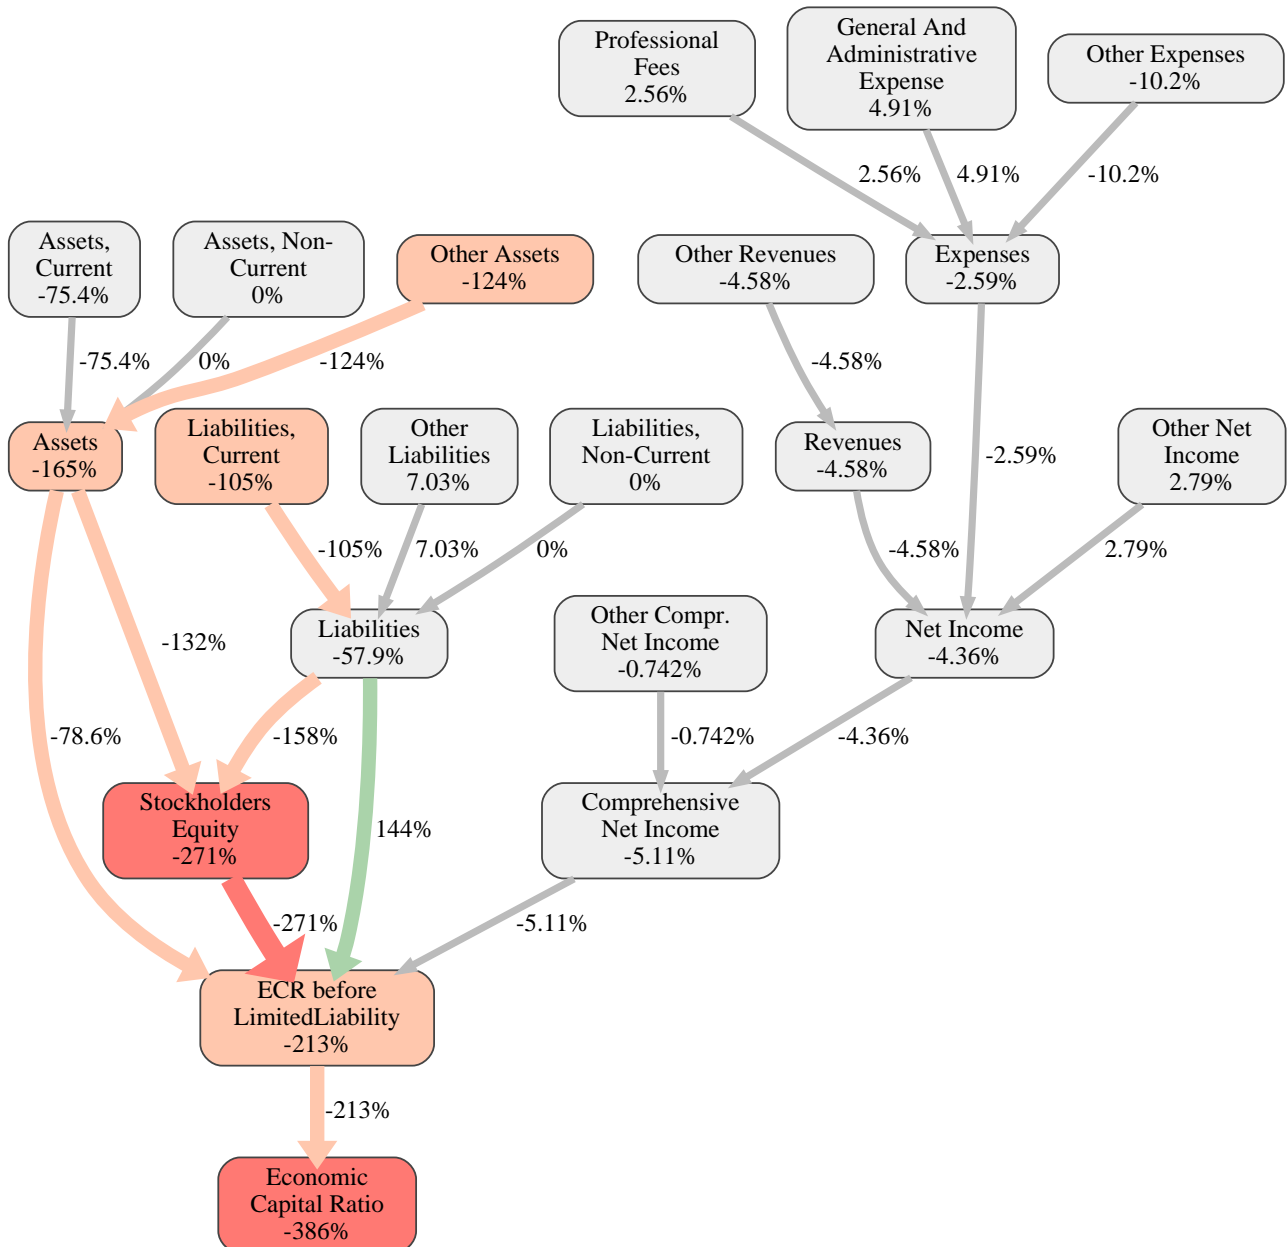 Professional
Fees
2.56%
General And
Administrative
Expense
4.91%
Other Expenses
-10.2%
2.56%
4.91%
-10.2%
Assets,
Current
-75.4%
Assets, Non-
Current
0%
Other Assets
-124%
Other Revenues
-4.58%
Expenses
-2.59%
-75.4%
0%
-124%
-4.58%
Assets
-165%
Liabilities,
Current
-105%
Other
Liabilities
7.03%
Liabilities,
Non-Current
0%
Revenues
-4.58%
-2.59%
Other Net
Income
2.79%
-105%
7.03%
0%
-4.58%
2.79%
Liabilities
-57.9%
Other Compr.
Net Income
-0.742%
Net Income
-4.36%
-132%
-78.6%
-158%
-0.742%
-4.36%
Stockholders
Equity
-271%
144%
Comprehensive
Net Income
-5.11%
-271%
-5.11%
ECR before
LimitedLiability
-213%
-213%
Economic
Capital Ratio
-386%